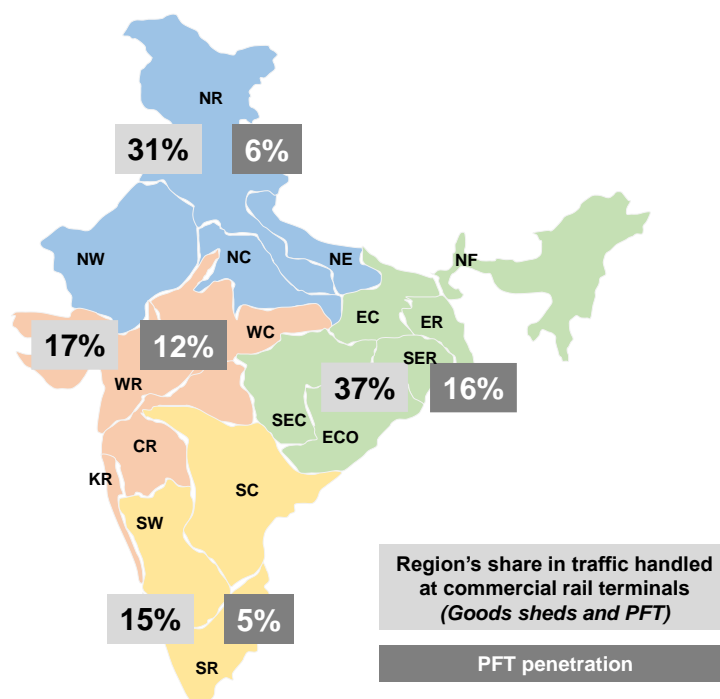 NR
31%
6%
NW
NC
NE
NF
EC
ER
WC
17%
12%
SER
WR
37%
16%
SEC
ECO
CR
KR
SC
SW
15%
5%
SR
Region’s share in traffic handled
at commercial rail terminals
(Goods sheds and PFT)
PFT penetration